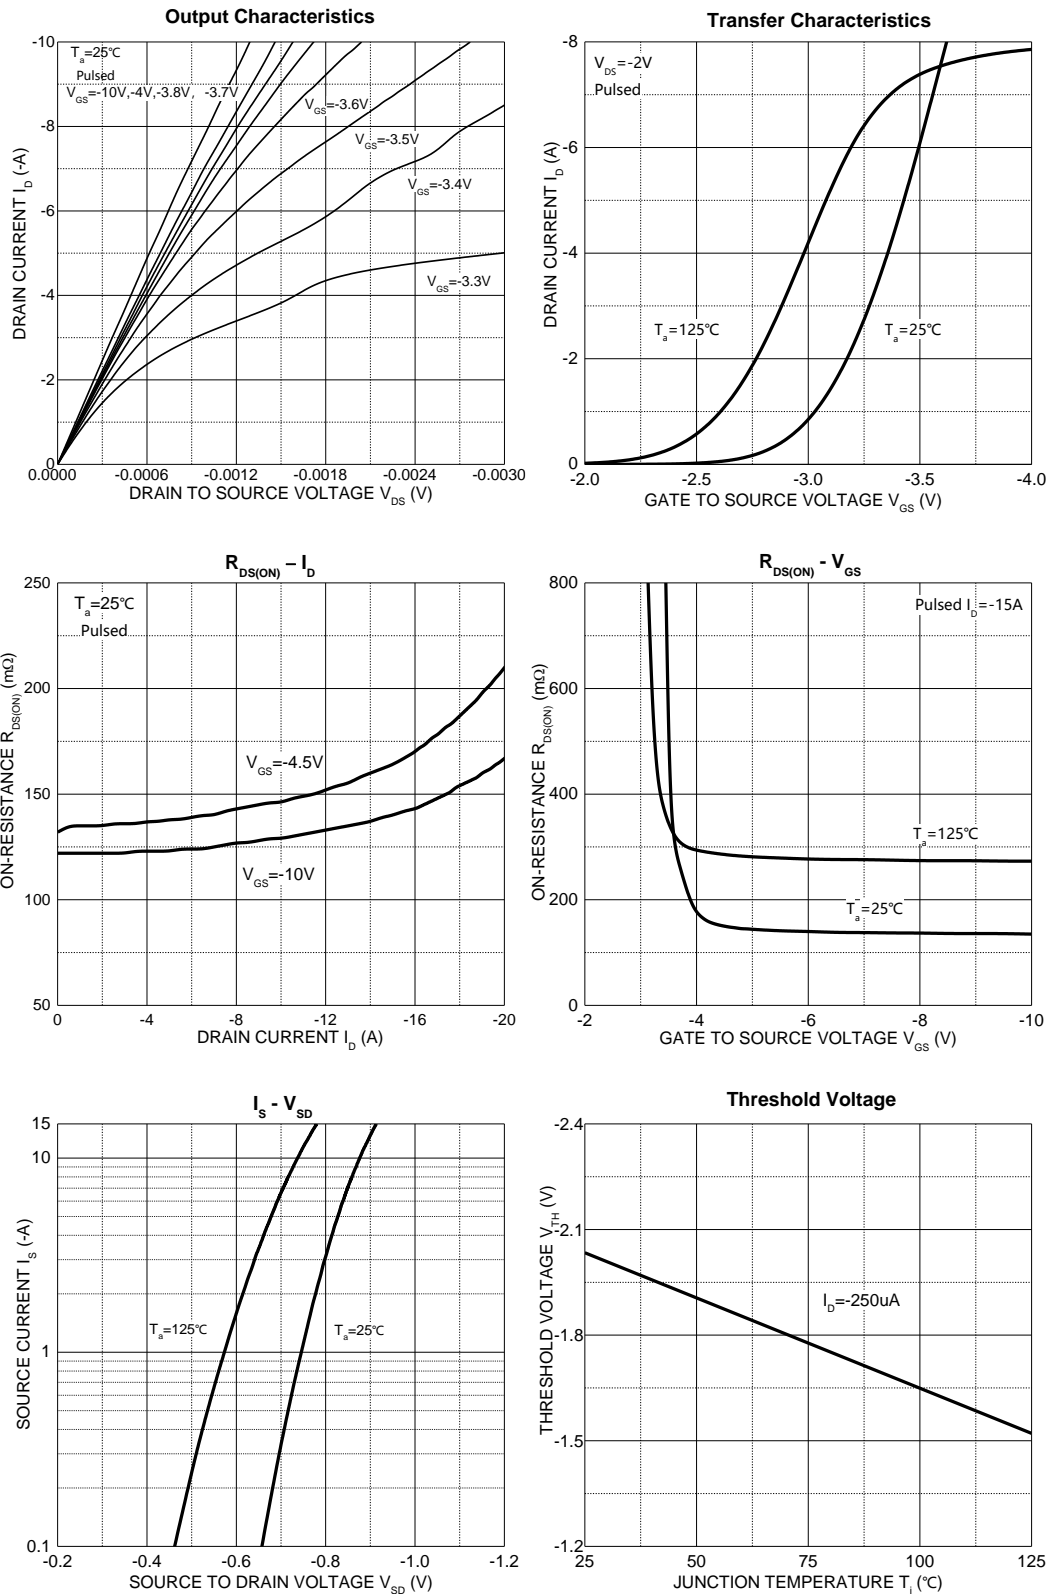 Output Characteristics
-10
-8
-6
-4
-2
0
DRAIN CURRENT I_D (-A)
T_a=25℃
Pulsed
V_GS=-10V,-4V,-3.8V, -3.7V
V_GS=-3.6V
V_GS=-3.5V
V_GS=-3.4V
V_GS=-3.3V
0.0000 -0.0006 -0.0012 -0.0018 -0.0024 -0.0030
DRAIN TO SOURCE VOLTAGE V_DS (V)
Transfer Characteristics
-8
-6
-4
-2
0
DRAIN CURRENT I_D (A)
V_DS=-2V
Pulsed
T_a=125℃
T_a=25℃
-2.0 -2.5 -3.0 -3.5 -4.0
GATE TO SOURCE VOLTAGE V_GS (V)
R_DS(ON) – I_D
250
200
150
100
50
ON-RESISTANCE R_DS(ON) (mΩ)
T_a=25℃
Pulsed
V_GS=-4.5V
V_GS=-10V
0 -4 -8 -12 -16 -20
DRAIN CURRENT I_D (A)
R_DS(ON) - V_GS
800
600
400
200
0
ON-RESISTANCE R_DS(ON) (mΩ)
Pulsed I_D=-15A
T_a=125℃
T_a=25℃
-2 -4 -6 -8 -10
GATE TO SOURCE VOLTAGE V_GS (V)
I_S - V_SD
15
10
1
0.1
SOURCE CURRENT I_S (-A)
T_a=125℃
T_a=25℃
-0.2 -0.4 -0.6 -0.8 -1.0 -1.2
SOURCE TO DRAIN VOLTAGE V_SD (V)
Threshold Voltage
-2.4
-2.1
-1.8
-1.5
-1.2
THRESHOLD VOLTAGE V_TH (V)
I_D=-250uA
25 50 75 100 125
JUNCTION TEMPERATURE T_j (℃)